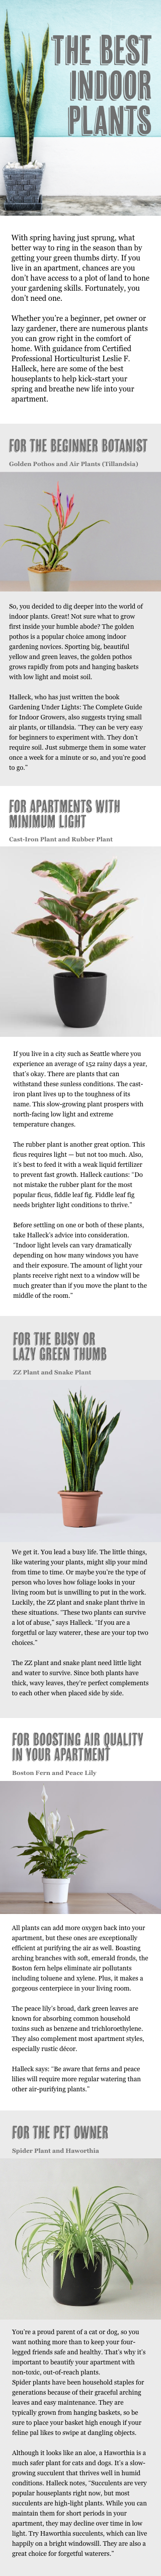 THE BEST
INDOOR
PLANTS
With spring having just sprung, what
better way to ring in the season than by
getting your green thumbs dirty. If you
live in an apartment, chances are you
don't have access to a plot of land to hone
your gardening skills. Fortunately, you
don't need one.
Whether you're a beginner, pet owner or
lazy gardener, there are numerous plants
you can grow right in the comfort of
home. With guidance from Certified
Professional Horticulturist Leslie F.
Halleck, here are some of the best
houseplants to help kick-start your
spring and breathe new life into your
apartment.
FOR THE BEGINNER BOTANIST
Golden Pothos and Air Plants (Tillandsia)
So, you decided to dig deeper into the world of
indoor plants. Great! Not sure what to grow
first in your humble abode? The golden
pothos is a popular choice among indoor
gardening novices. Sporting big, beautiful
yellow and green leaves, the golden pothos
grows rapidly from pots and hanging baskets
with low light and moist soil.
Halleck, who has just written the book
Gardening Under Lights: The Complete Guide
for Indoor Growers, also suggests trying small
air plants, or tillandsia. "They can be very easy
for beginners to experiment with. They don't
require soil. Just submerge them in some water
once a week for a minute or so, and you're good
to go."
FOR APARTMENTS WITH
MINIMUM LIGHT
Cast-Iron Plant and Rubber Plant
If you live in a city such as Seattle where you
experience an average of 152 rainy days a year,
that's okay. There are plants that can
withstand these sunless conditions. The cast-
iron plant lives up to the toughness of its
name. This slow-growing plant prospers with
north-facing low light and extreme
temperature changes.
The rubber plant is another great option. This
ficus requires light — but not too much. Also,
it's best to feed it with a weak liquid fertilizer
to prevent fast growth. Halleck cautions: "Do
not mistake the rubber plant for the most
popular ficus, fiddle leaf fig. Fiddle leaf fig
needs brighter light conditions to thrive."
Before settling on one or both of these plants,
take Halleck's advice into consideration.
"Indoor light levels can vary dramatically
depending on how many windows you have
and their exposure. The amount of light your
plants receive right next to a window will be
much greater than if you move the plant to the
middle of the room."
FOR THE BUSY OR
LAZY GREEN THUMB
ZZ Plant and Snake Plant
We get it. You lead a busy life. The little things,
like watering your plants, might slip your mind
from time to time. Or maybe you're the type of
person who loves how foliage looks in your
living room but is unwilling to put in the work.
Luckily, the ZZ plant and snake plant thrive in
these situations. "These two plants can survive
a lot of abuse," says Halleck. "If you are a
forgetful or lazy waterer, these are your top two
choices."
The ZZ plant and snake plant need little light
and water to survive. Since both plants have
thick, wavy leaves, they're perfect complements
to each other when placed side by side.
FOR BOOSTING AIR QUALITY
IN YOUR APARTMENT
Boston Fern and Peace Lily
All plants can add more oxygen back into your
apartment, but these ones are exceptionally
efficient at purifying the air as well. Boasting
arching branches with soft, emerald fronds, the
Boston fern helps eliminate air pollutants
including toluene and xylene. Plus, it makes a
gorgeous centerpiece in your living room.
The peace lily's broad, dark green leaves are
known for absorbing common household
toxins such as benzene and trichloroethylene.
They also complement most apartment styles,
especially rustic décor.
Halleck says: "Be aware that ferns and peace
lilies will require more regular watering than
other air-purifying plants."
FOR THE PET OWNER
Spider Plant and Haworthia
You're a proud parent of a cat or dog, so you
want nothing more than to keep your four-
legged friends safe and healthy. That's why it's
important to beautify your apartment with
non-toxic, out-of-reach plants.
Spider plants have been household staples for
generations because of their graceful arching
leaves and easy maintenance. They are
typically grown from hanging baskets, so be
sure to place your basket high enough if your
feline pal likes to swipe at dangling objects.
Although it looks like an aloe, a Haworthia is a
much safer plant for cats and dogs. It's a slow-
growing succulent that thrives well in humid
conditions. Halleck notes, "Succulents are very
popular houseplants right now, but most
succulents are high-light plants. While you can
maintain them for short periods in your
apartment, they may decline over time in low
light. Try Haworthia succulents, which can live
happily on a bright windowsill. They are also a
great choice for forgetful waterers."